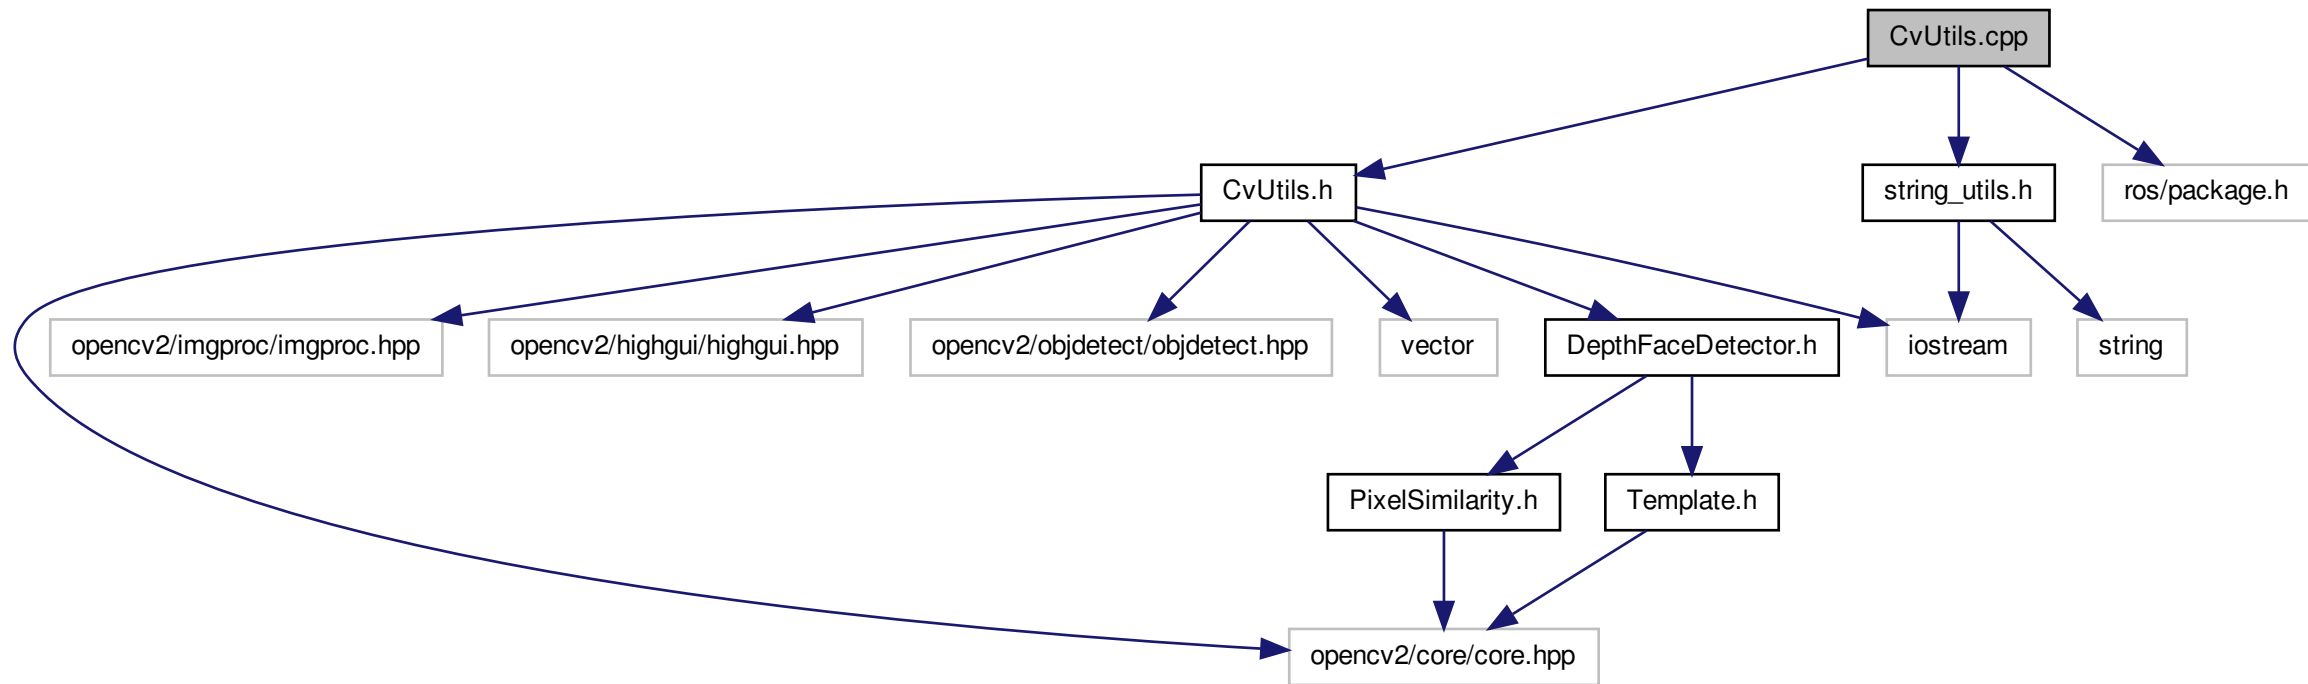 CvUtils.cpp
CvUtils.h
string_utils.h
ros/package.h
opencv2/imgproc/imgproc.hpp
opencv2/highgui/highgui.hpp
opencv2/objdetect/objdetect.hpp
vector
DepthFaceDetector.h
iostream
string
PixelSimilarity.h
Template.h
opencv2/core/core.hpp